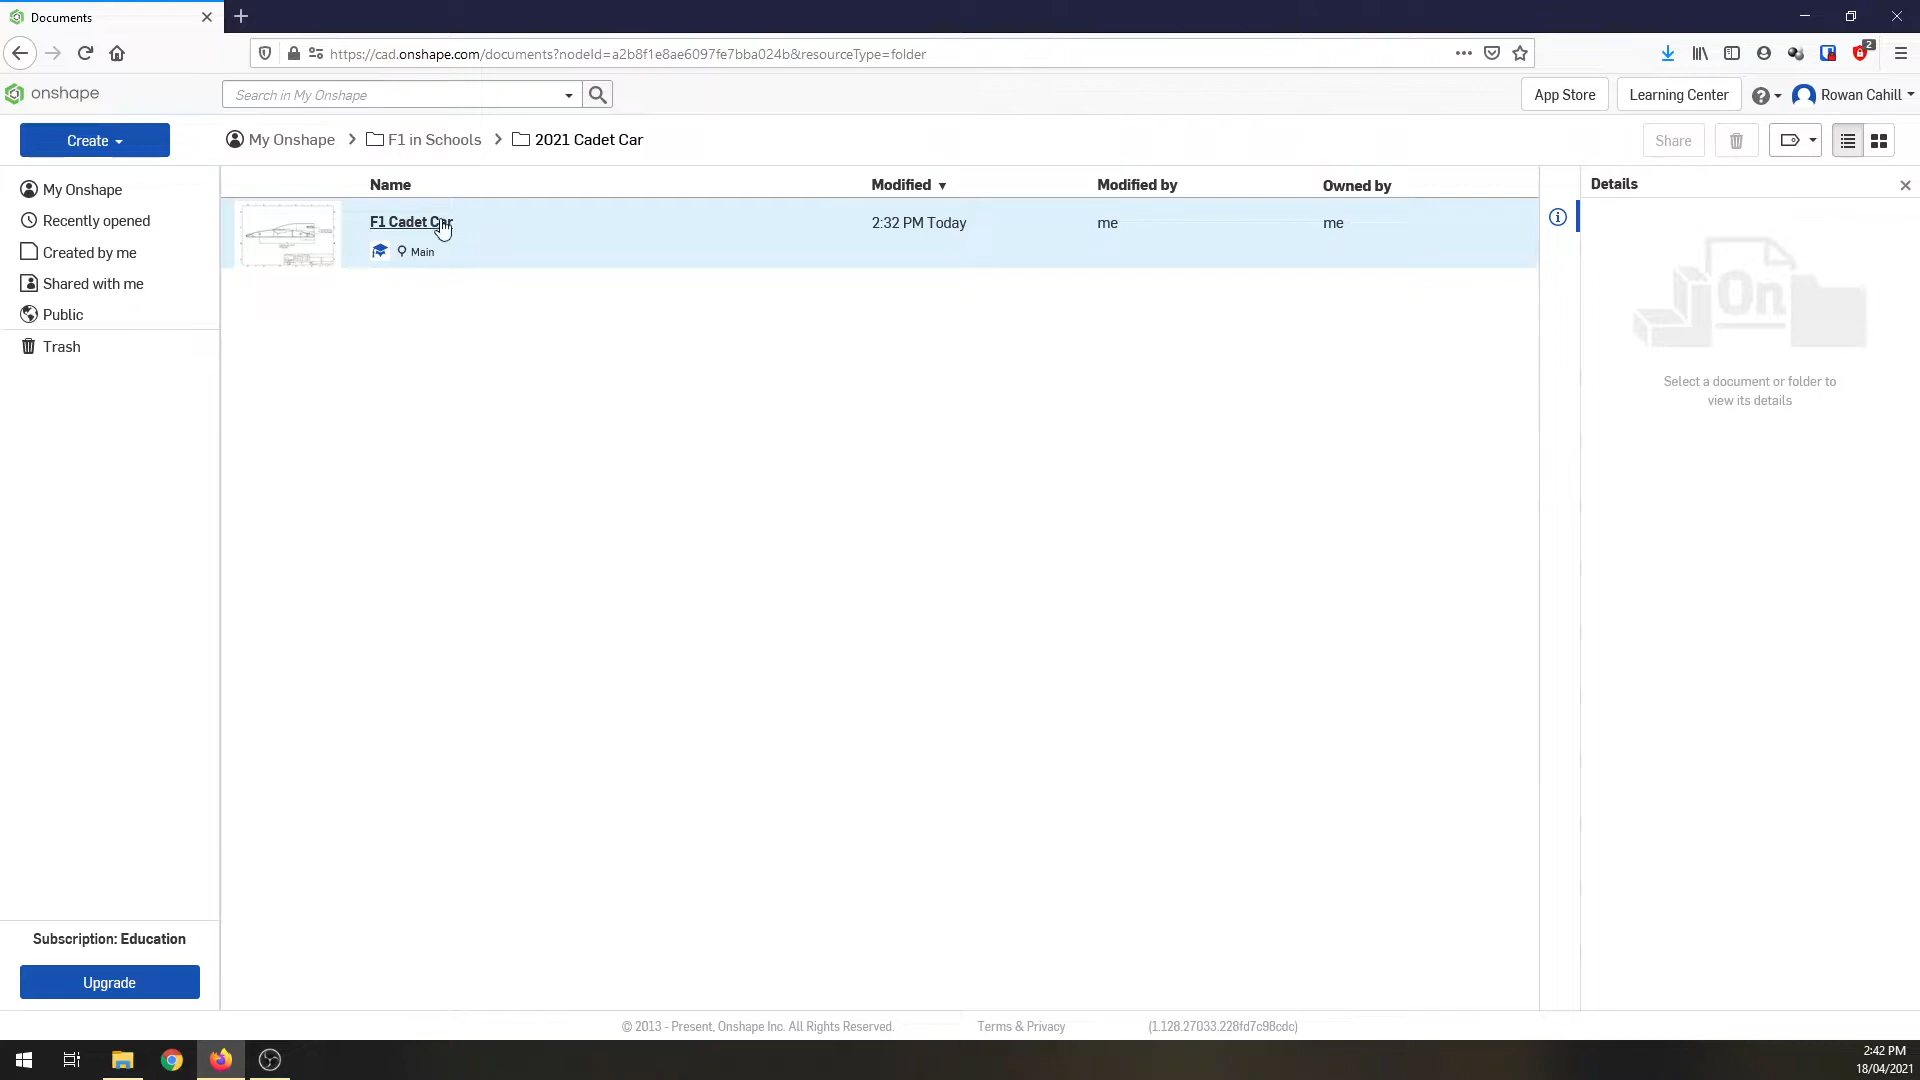 Documents
https://cad.onshape.com/documents?nodeId=a2b8f1e8ae6097fe7bba024b&resourceType=folder
2
onshape
Search in My Onshape
App Store
Learning Center
Rowan Cahill
Create
My Onshape
F1 in Schools
2021 Cadet Car
Share
My Onshape
Recently opened
Created by me
Shared with me
Public
Trash
Name
Modified
Modified by
Owned by
F1 Cadet Car
2:32 PM Today
me
me
Main
Details
On
Select a document or folder to
view its details
Subscription: Education
Upgrade
© 2013 - Present, Onshape Inc. All Rights Reserved.
Terms & Privacy
(1.128.27033.228fd7c98cdc)
2:42 PM
18/04/2021